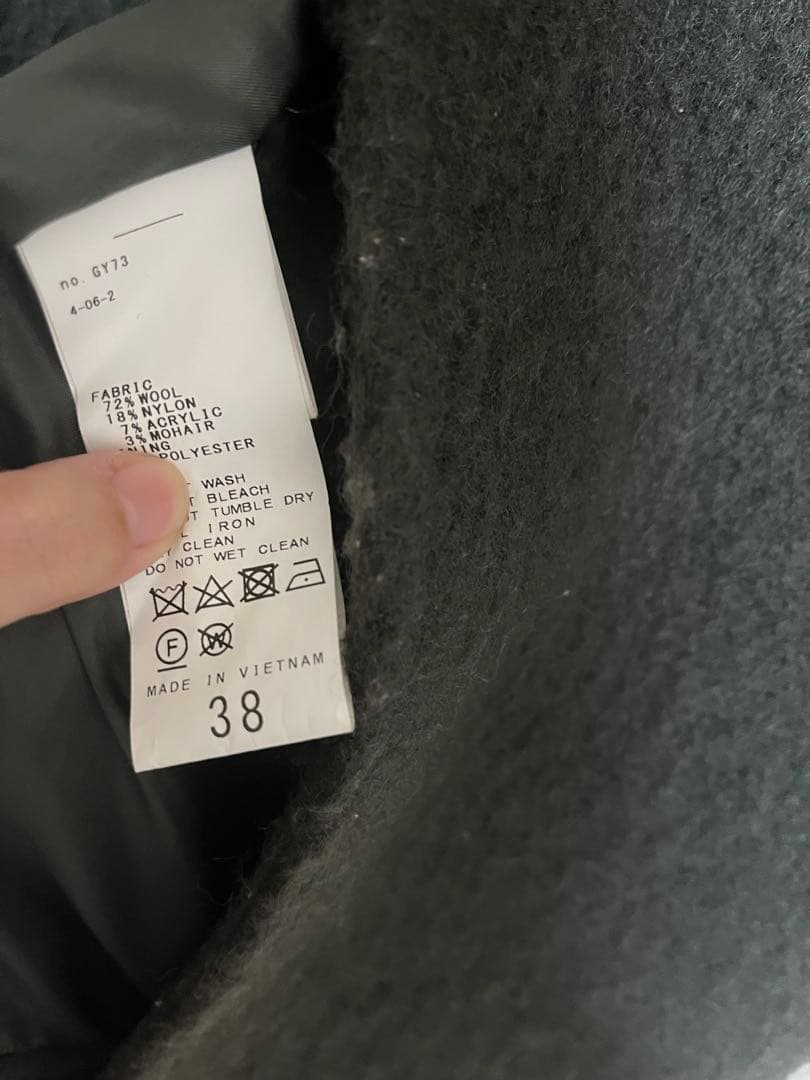 no. GY73
4-06-2
FABRIC
72% WOOL
18% NYLON
7% ACRYLIC
3% MOHAIR
NING
POLYESTER
WASH
T BLEACH
T TUMBLE DRY
L IRON
CLEAN
DO NOT WET CLEAN
F W
MADE IN VIETNAM
38